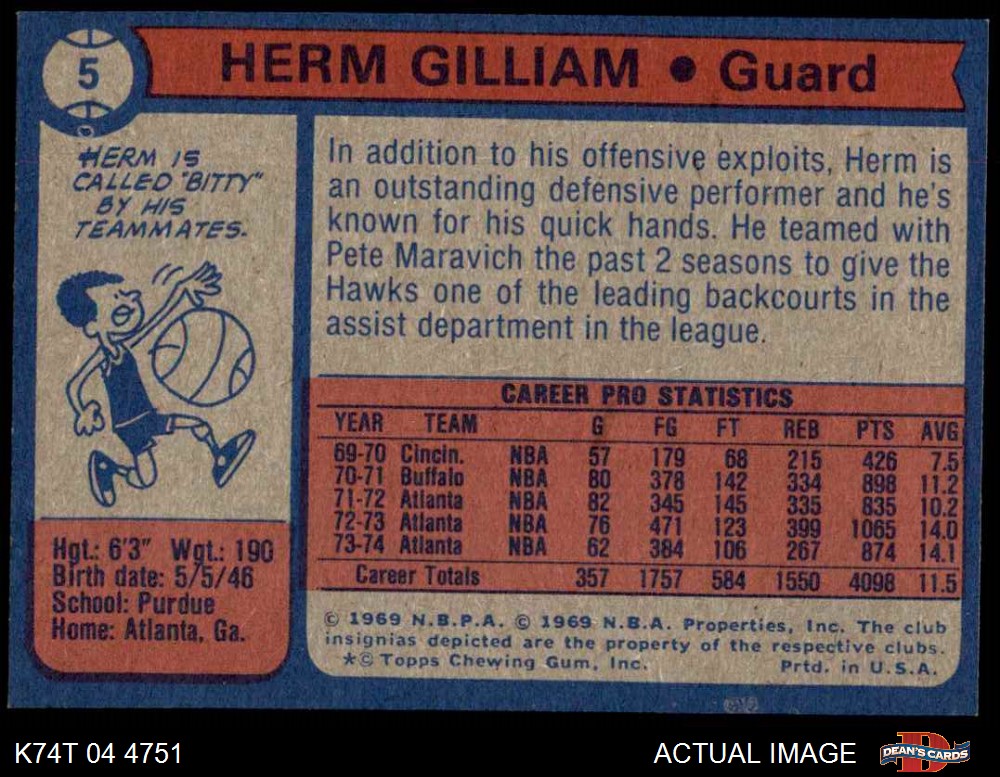 5
HERM GILLIAM • Guard
HERM IS
CALLED "BITTY"
BY HIS
TEAMMATES.
In addition to his offensive exploits, Herm is
an outstanding defensive performer and he's
known for his quick hands. He teamed with
Pete Maravich the past 2 seasons to give the
Hawks one of the leading backcourts in the
assist department in the league.
CAREER PRO STATISTICS
YEAR TEAM G FG FT REB PTS AVG
69-70 Cincin. NBA 57 179 68 215 426 7.5
70-71 Buffalo NBA 80 378 142 334 898 11.2
71-72 Atlanta NBA 82 345 145 335 835 10.2
72-73 Atlanta NBA 76 471 123 399 1065 14.0
73-74 Atlanta NBA 62 384 106 267 874 14.1
Career Totals 357 1757 584 1550 4098 11.5
Hgt.: 6'3" Wgt.: 190
Birth date: 5/5/46
School: Purdue
Home: Atlanta, Ga.
© 1969 N.B.P.A. © 1969 N.B.A. Properties, Inc. The club
insignias depicted are the property of the respective clubs.
*© Topps Chewing Gum, Inc. Prtd. in U.S.A.
K74T 04 4751
ACTUAL IMAGE
DEAN'S CARDS